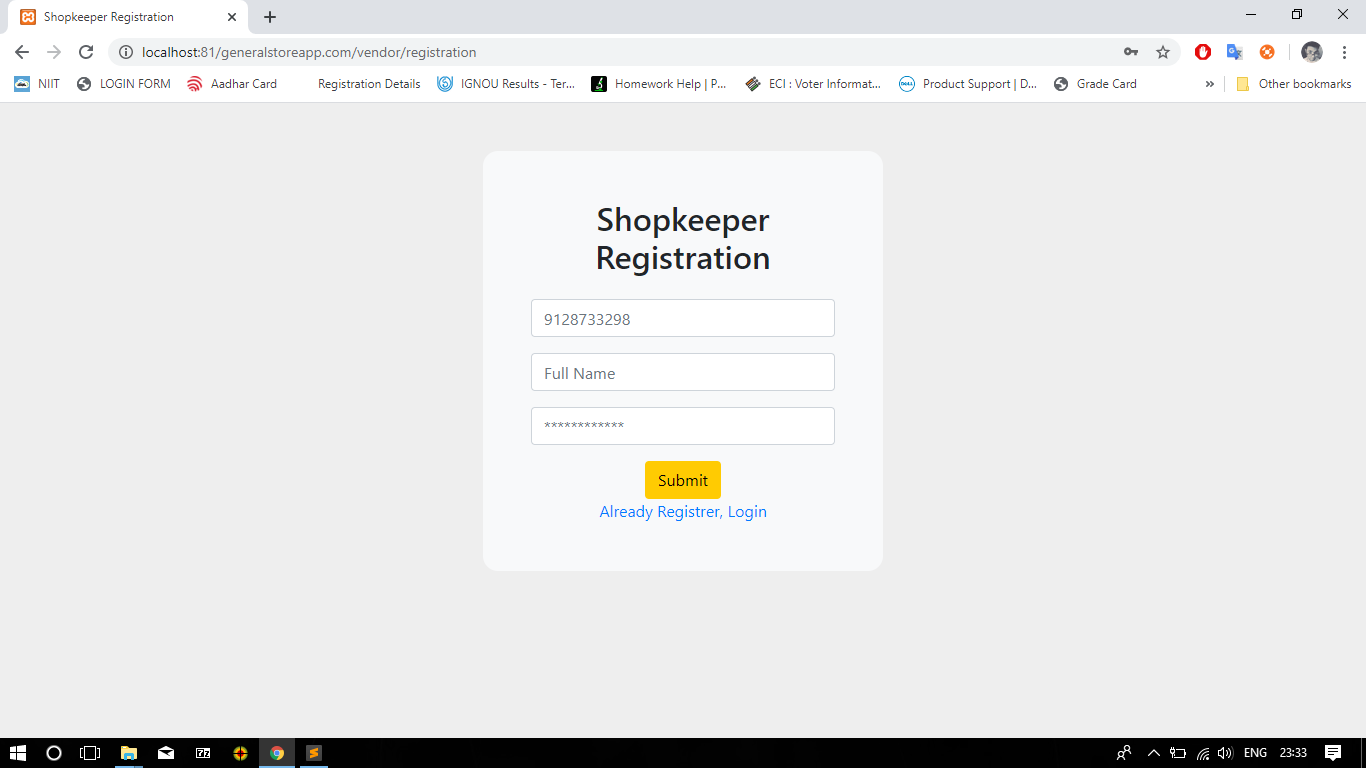 Shopkeeper Registration
localhost:81/generalstoreapp.com/vendor/registration
NIIT LOGIN FORM Aadhar Card Registration Details IGNOU Results - Ter... Homework Help | P... ECI : Voter Informat... Product Support | D... Grade Card » Other bookmarks
Shopkeeper
Registration
9128733298
Full Name
************
Submit
Already Registrer, Login
7z ENG 23:33